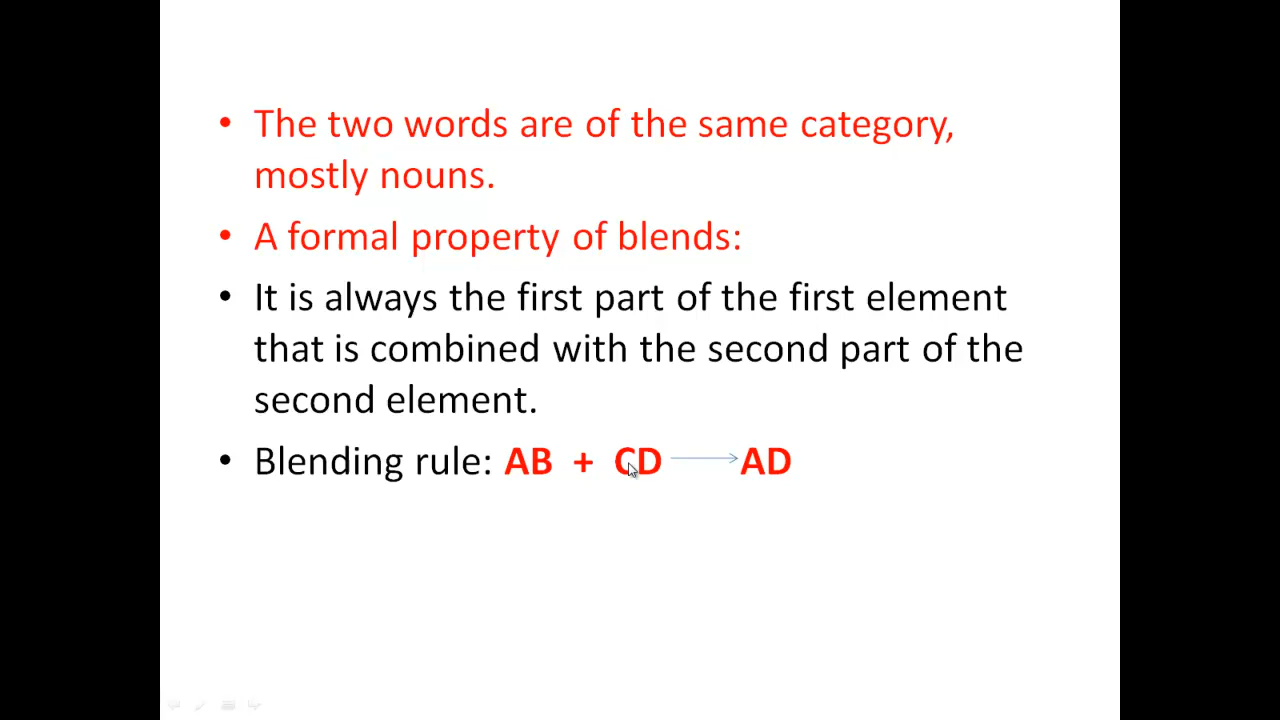 • The two words are of the same category,
mostly nouns.
• A formal property of blends:
• It is always the first part of the first element
that is combined with the second part of the
second element.
• Blending rule: AB + CD → AD